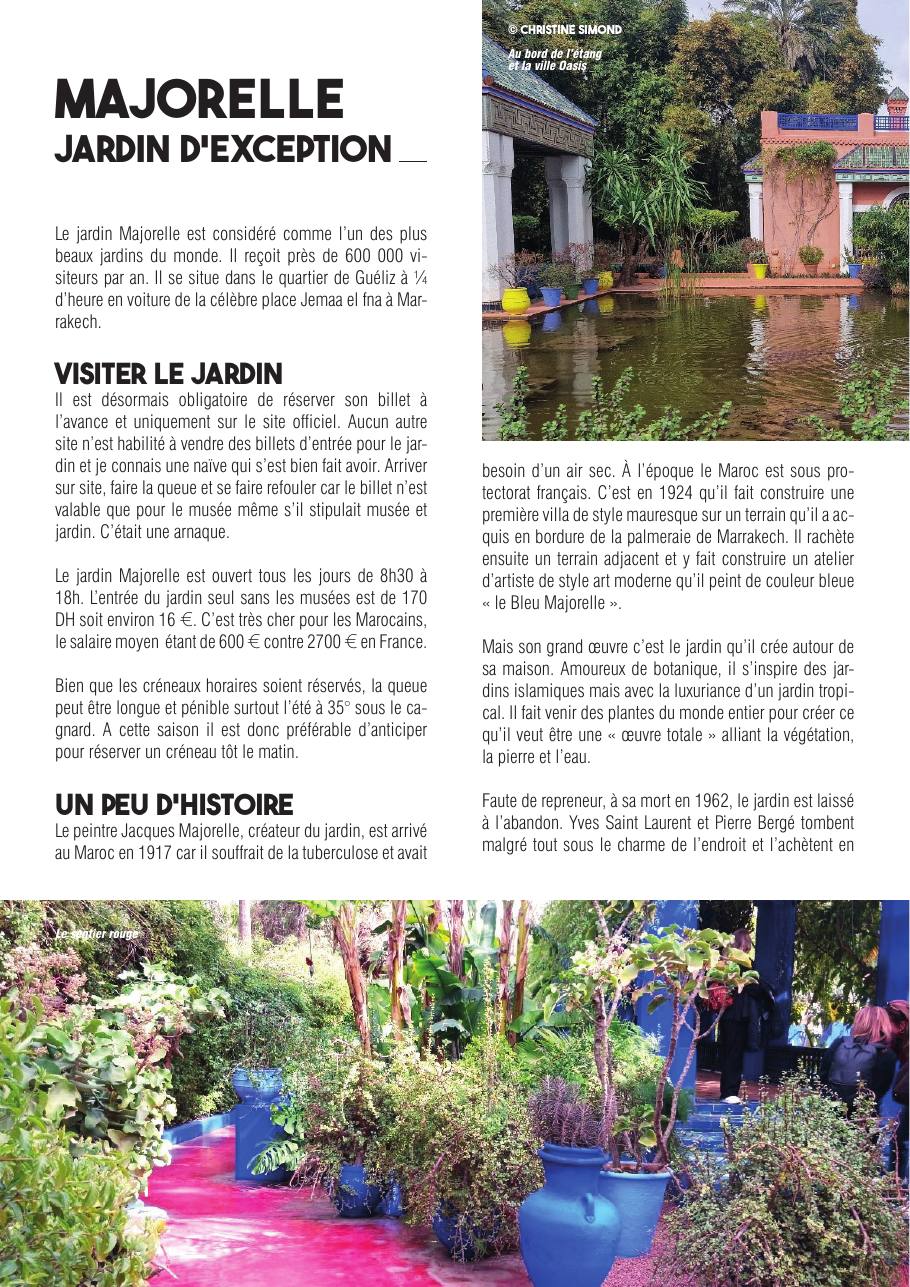 MAJORELLE
JARDIN D'EXCEPTION
Le jardin Majorelle est considéré comme l'un des plus
beaux jardins du monde. Il reçoit près de 600 000 vi-
siteurs par an. Il se situe dans le quartier de Guéliz à ¼
d'heure en voiture de la célèbre place Jemaa el fna à Mar-
rakech.
VISITER LE JARDIN
Il est désormais obligatoire de réserver son billet à
l'avance et uniquement sur le site officiel. Aucun autre
site n'est habilité à vendre des billets d'entrée pour le jar-
din et je connais une naïve qui s'est bien fait avoir. Arriver
sur site, faire la queue et se faire refouler car le billet n'est
valable que pour le musée même s'il stipulait musée et
jardin. C'était une arnaque.
Le jardin Majorelle est ouvert tous les jours de 8h30 à
18h. L'entrée du jardin seul sans les musées est de 170
DH soit environ 16 €. C'est très cher pour les Marocains,
le salaire moyen étant de 600 € contre 2700 € en France.
Bien que les créneaux horaires soient réservés, la queue
peut être longue et pénible surtout l'été à 35° sous le ca-
gnard. A cette saison il est donc préférable d'anticiper
pour réserver un créneau tôt le matin.
UN PEU D'HISTOIRE
Le peintre Jacques Majorelle, créateur du jardin, est arrivé
au Maroc en 1917 car il souffrait de la tuberculose et avait
© CHRISTINE SIMOND
Au bord de l'étang
et la ville Oasis
besoin d'un air sec. À l'époque le Maroc est sous pro-
tectorat français. C'est en 1924 qu'il fait construire une
première villa de style mauresque sur un terrain qu'il a ac-
quis en bordure de la palmeraie de Marrakech. Il rachète
ensuite un terrain adjacent et y fait construire un atelier
d'artiste de style art moderne qu'il peint de couleur bleue
« le Bleu Majorelle ».
Mais son grand œuvre c'est le jardin qu'il crée autour de
sa maison. Amoureux de botanique, il s'inspire des jar-
dins islamiques mais avec la luxuriance d'un jardin tropi-
cal. Il fait venir des plantes du monde entier pour créer ce
qu'il veut être une « œuvre totale » alliant la végétation,
la pierre et l'eau.
Faute de repreneur, à sa mort en 1962, le jardin est laissé
à l'abandon. Yves Saint Laurent et Pierre Bergé tombent
malgré tout sous le charme de l'endroit et l'achètent en
Le sentier rouge